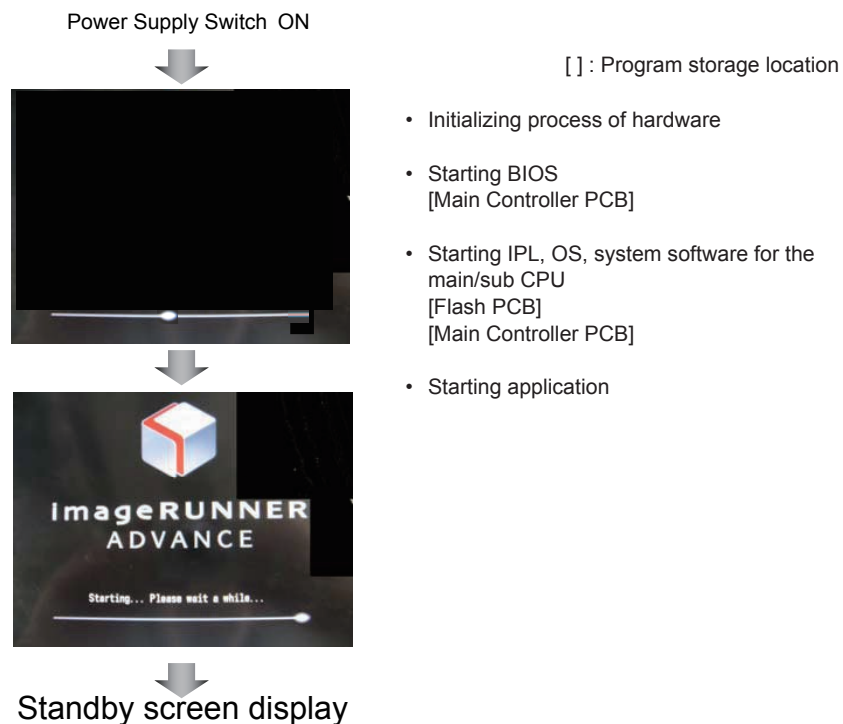 Power Supply Switch ON
[ ] : Program storage location
• Initializing process of hardware
• Starting BIOS
[Main Controller PCB]
• Starting IPL, OS, system software for the
main/sub CPU
[Flash PCB]
[Main Controller PCB]
• Starting application
imageRUNNER
ADVANCE
Starting... Please wait a while...
Standby screen display